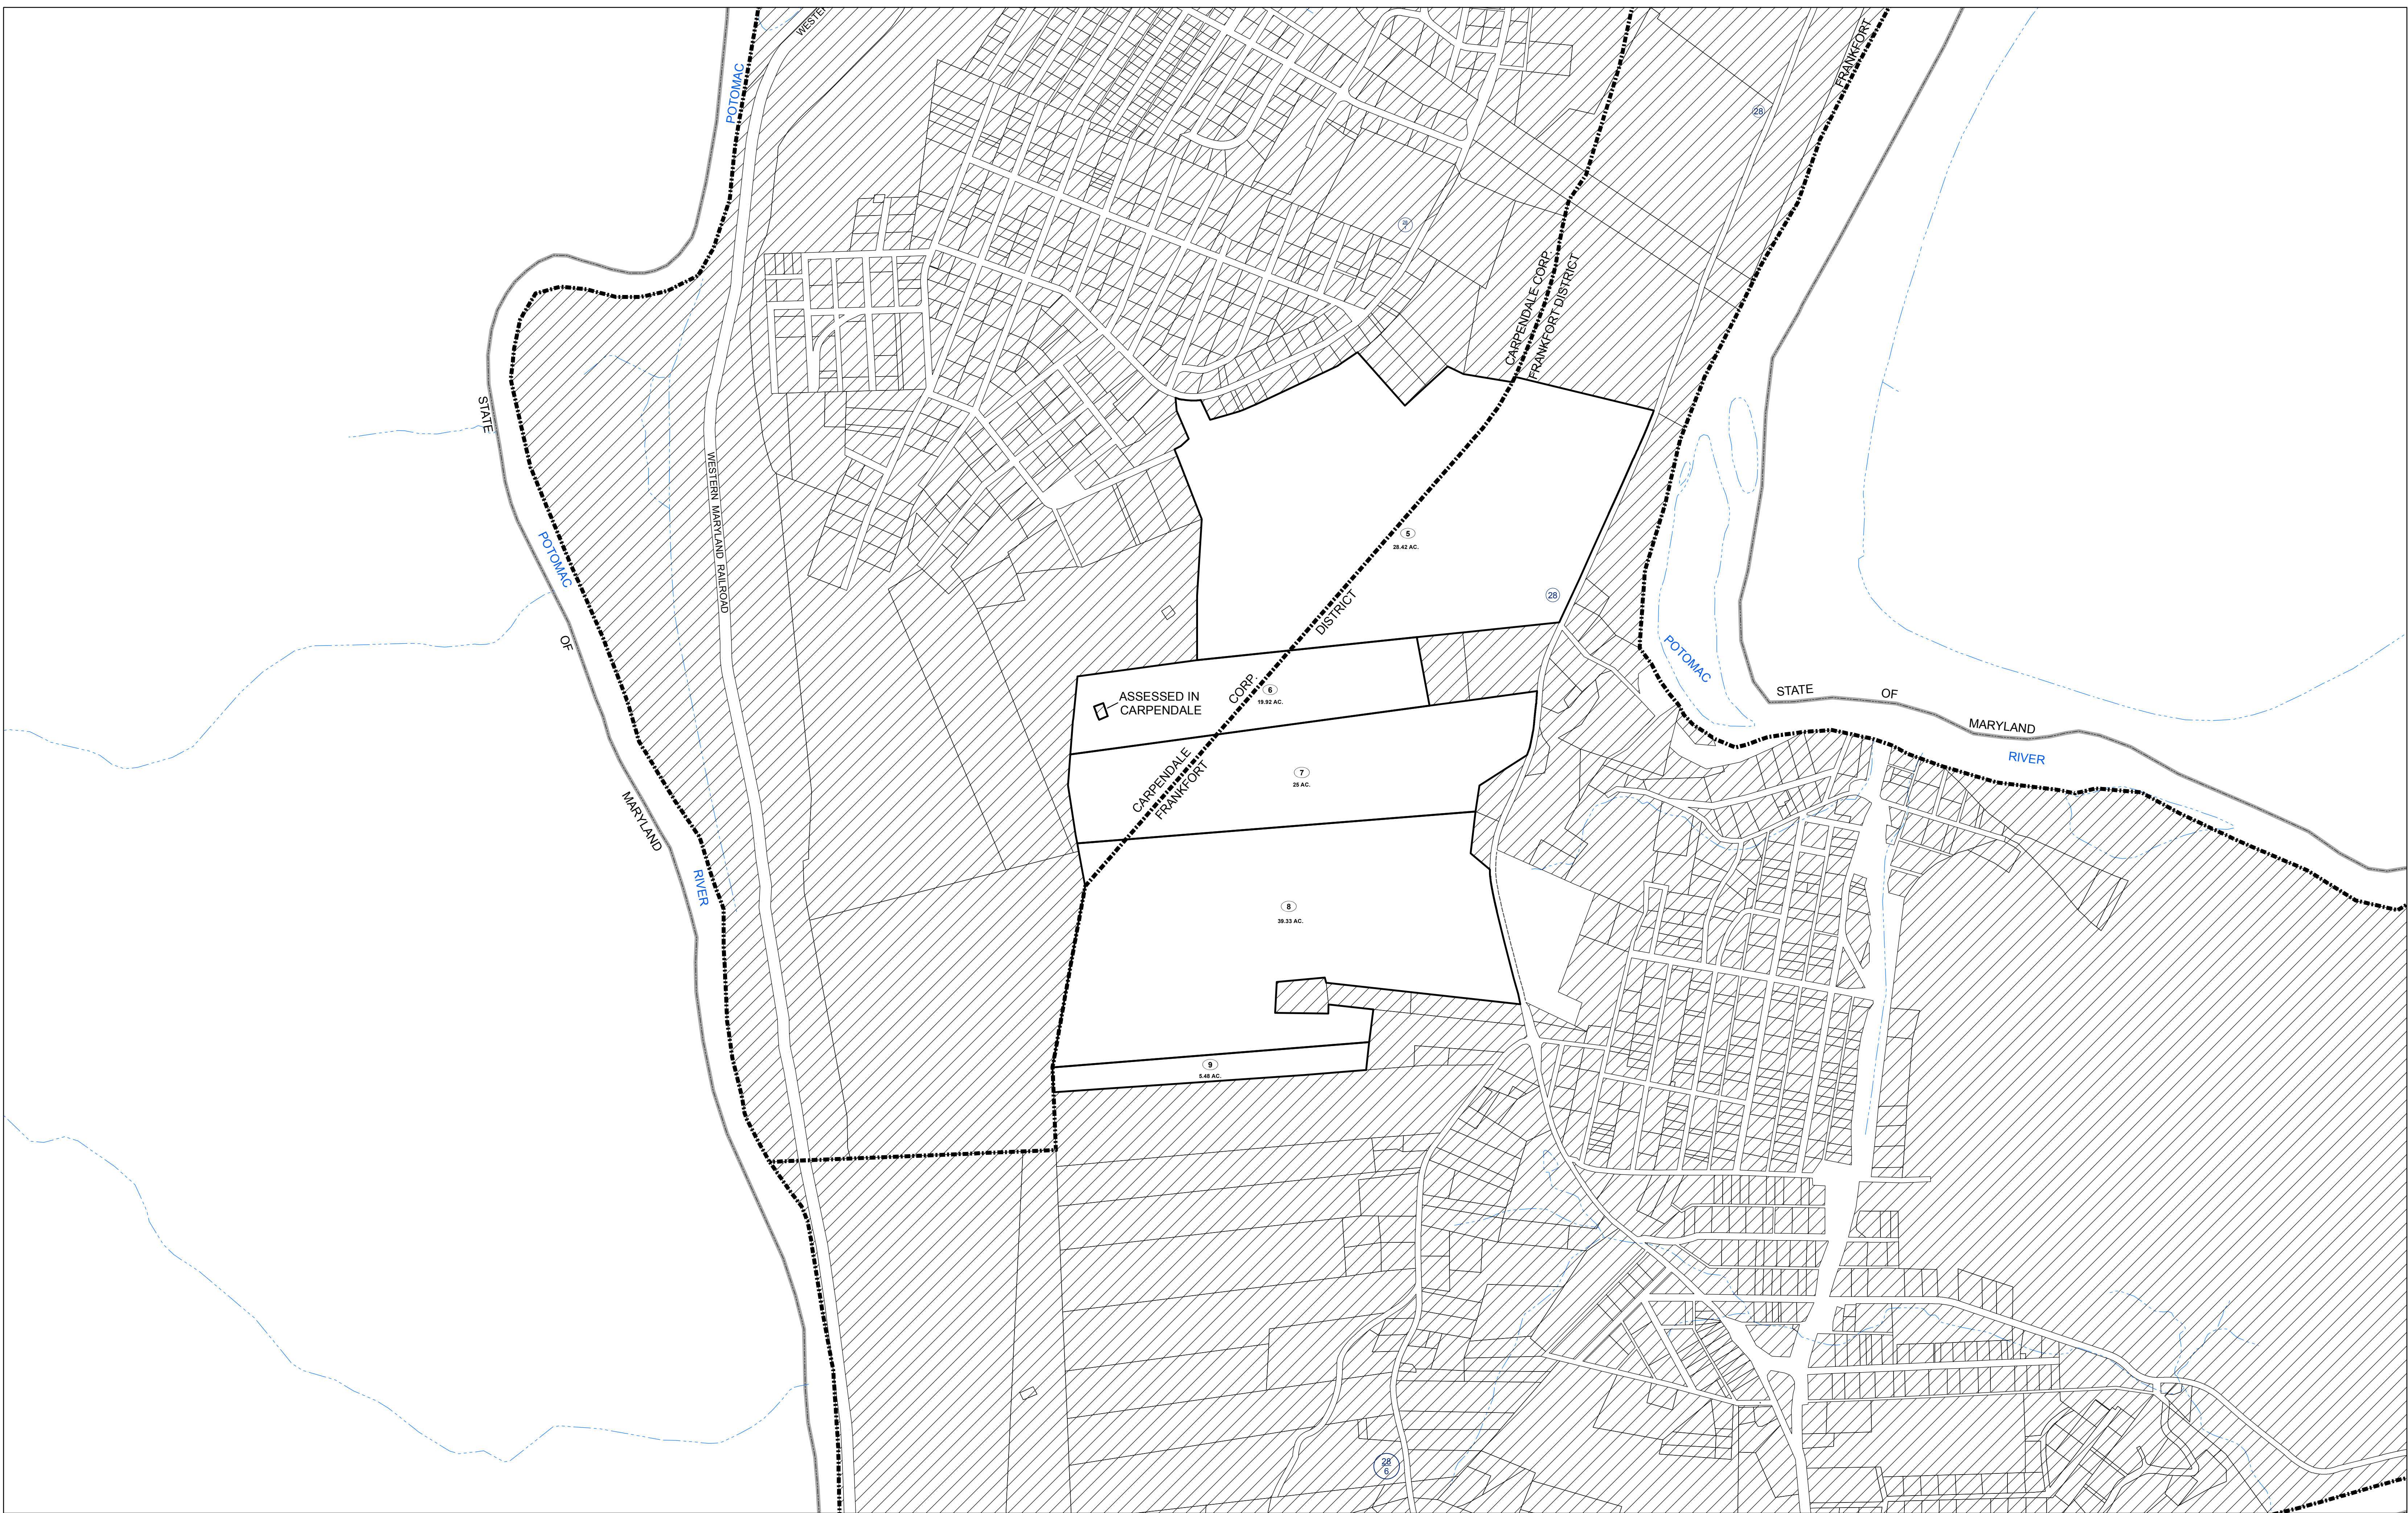 WESTER
POTOMAC
FRANKFORT
28
CARPENDALE CORP.
FRANKFORT DISTRICT
STATE
WESTERN MARYLAND RAILROAD
POTOMAC
5
28.42 AC.
28
DISTRICT
OF
POTOMAC
ASSESSED IN
CARPENDALE
CORP.
6
19.92 AC.
STATE
OF
MARYLAND
RIVER
CARPENDALE
FRANKFORT
7
25 AC.
MARYLAND
RIVER
8
39.33 AC.
9
5.48 AC.
28
6